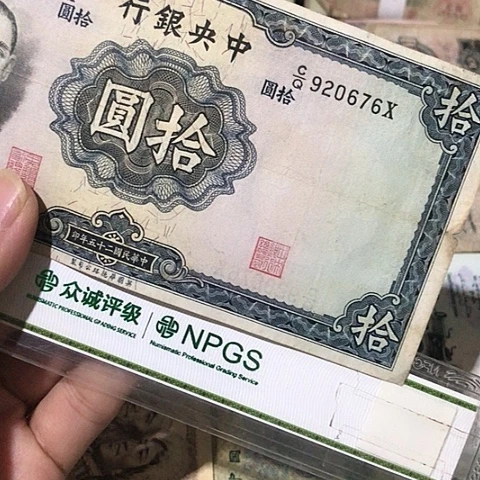 中央銀行
拾圓
C/Q 920676X
拾圓
拾
拾圓
中華民國二十五年印
拾
众诚评级
NUMISMATIC PROFESSIONAL GRADING SERVICE
NPGS
Numismatic Professional Grading Service